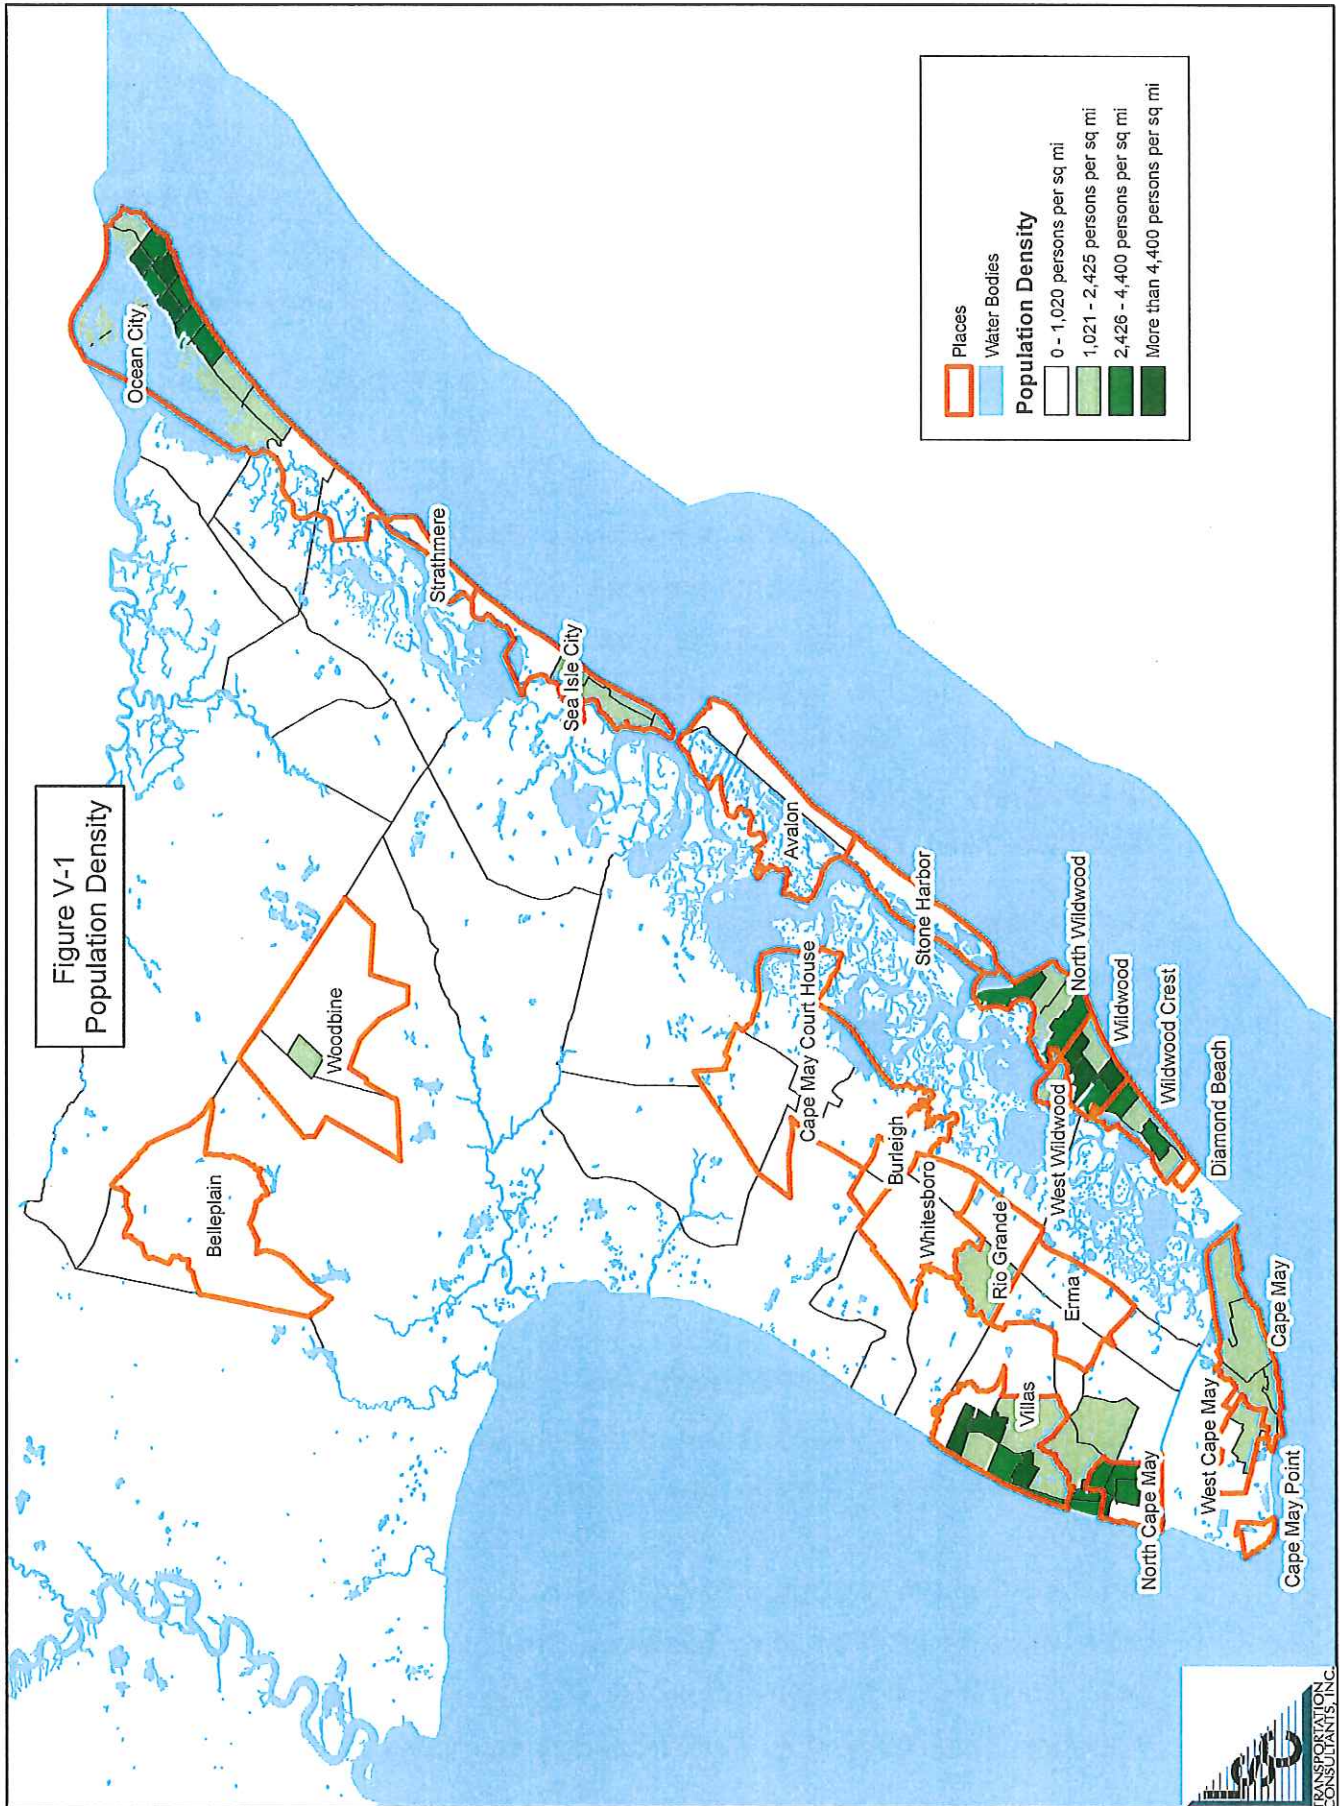 Figure V-1
Population Density
Ocean City
Strathmere
Sea Isle City
Avalon
Stone Harbor
North Wildwood
Wildwood
Wildwood Crest
Diamond Beach
West Wildwood
Cape May Court House
Burleigh
Whitesboro
Rio Grande
Erma
Villas
North Cape May
West Cape May
Cape May
Cape May Point
Woodbine
Belleplain
Places
Water Bodies
Population Density
0 - 1,020 persons per sq mi
1,021 - 2,425 persons per sq mi
2,426 - 4,400 persons per sq mi
More than 4,400 persons per sq mi
LSC
TRANSPORTATION
CONSULTANTS, INC.